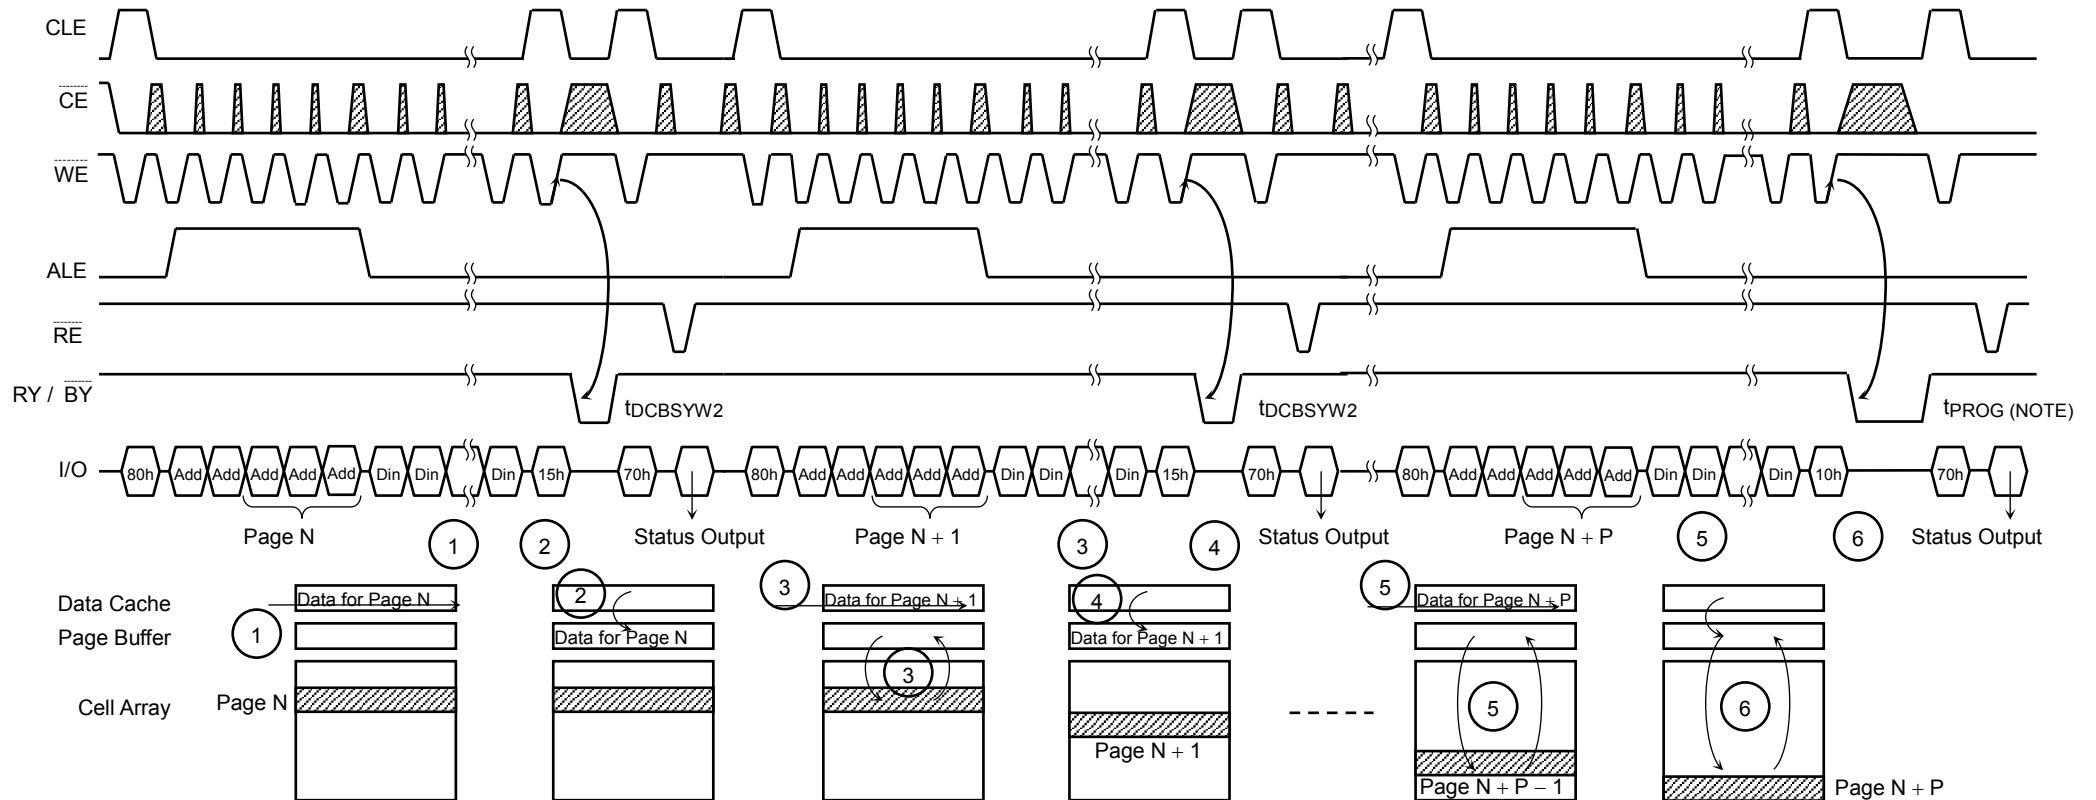 CLE
CE
WE
ALE
RE
RY / BY
tDCBSYW2 tDCBSYW2 tPROG (NOTE)
I/O 80h Add Add Add Add Add Din Din Din 15h 70h 80h Add Add Add Add Add Din Din Din 15h 70h 80h Add Add Add Add Add Din Din Din 10h 70h
Page N 1 2 Status Output Page N + 1 3 4 Status Output Page N + P 5 6 Status Output
Data Cache Data for Page N 2 3 Data for Page N + 1 4 5 Data for Page N + P
Page Buffer 1 Data for Page N Data for Page N + 1
Cell Array Page N 3 Page N + 1 5 Page N + P − 1 6 Page N + P